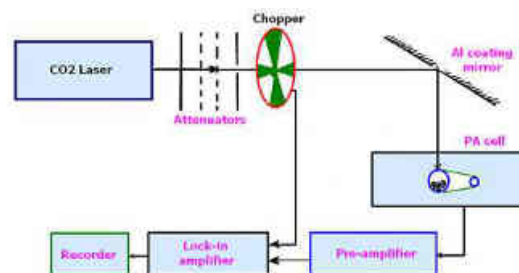 Chopper
CO2 Laser
Attenuators
Al coating
mirror
PA cell
Recorder
Lock-in
amplifier
Pre-amplifier